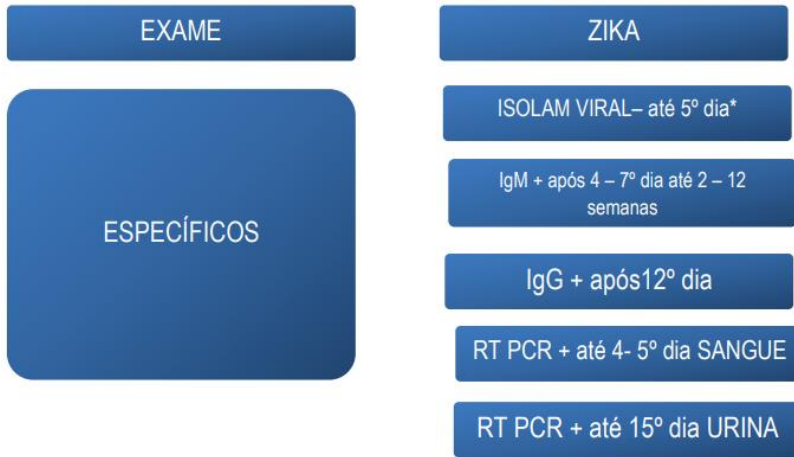 EXAME
ZIKA
ESPECÍFICOS
ISOLAM VIRAL– até 5º dia*
IgM + após 4 – 7º dia até 2 – 12
semanas
IgG + após12º dia
RT PCR + até 4- 5º dia SANGUE
RT PCR + até 15º dia URINA